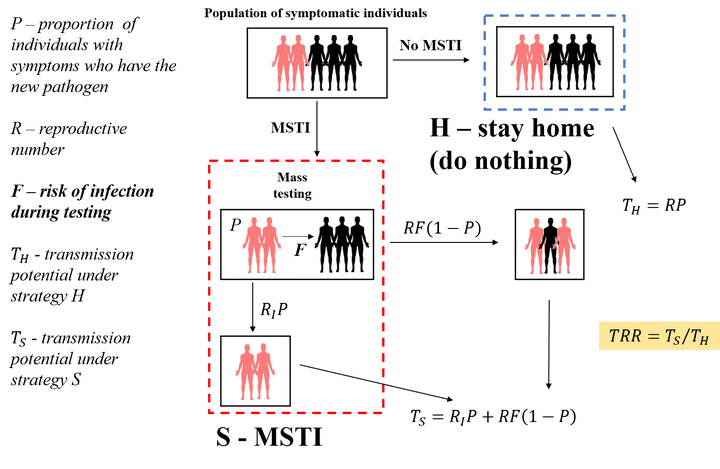 Population of symptomatic individuals
P – proportion of
individuals with
symptoms who have the
new pathogen
R – reproductive
number
F – risk of infection
during testing
T_H - transmission
potential under
strategy H
T_S - transmission
potential under
strategy S
No MSTI
MSTI
H – stay home
(do nothing)
Mass
testing
P
F
RF(1 − P)
T_H = RP
R_I P
TRR = T_S/T_H
T_S = R_I P + RF(1 − P)
S - MSTI